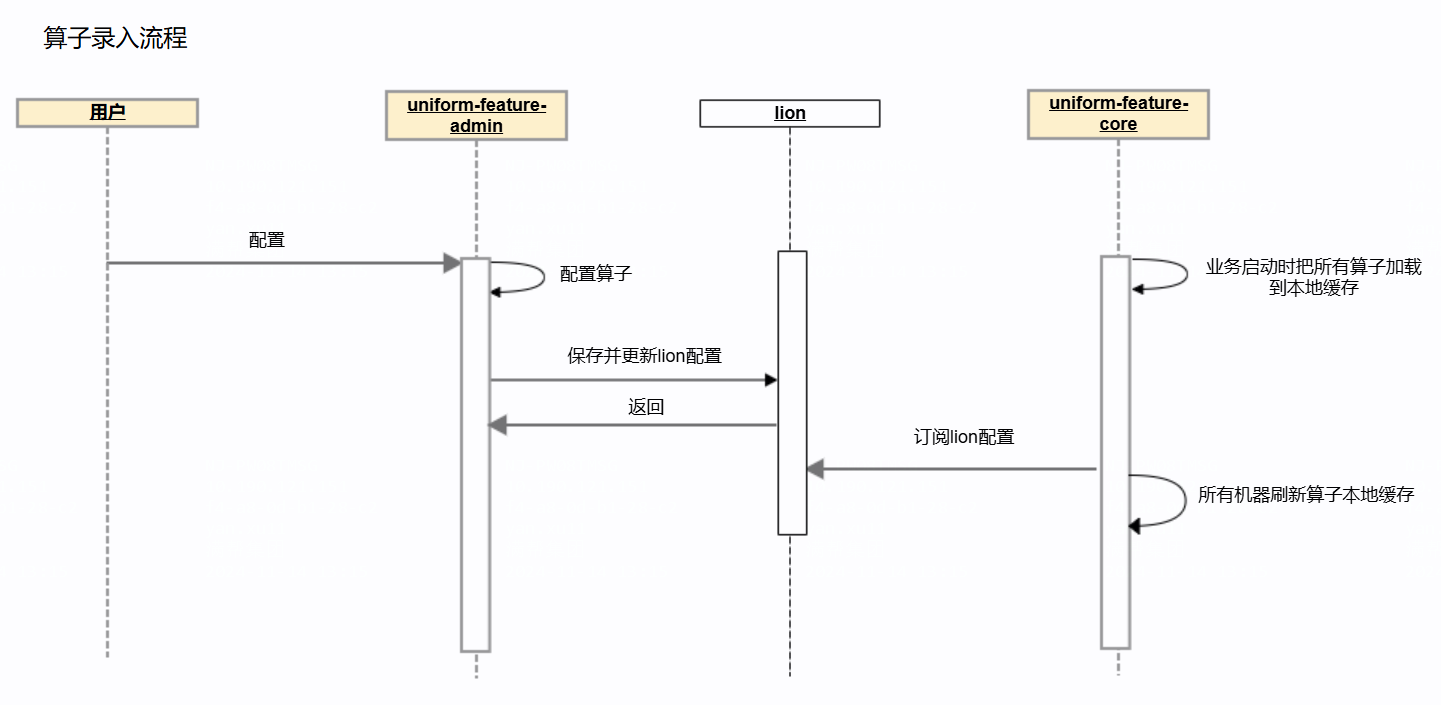 算子录入流程
用户
uniform-feature-
admin
lion
uniform-feature-
core
配置
配置算子
业务启动时把所有算子加载
到本地缓存
保存并更新lion配置
返回
订阅lion配置
所有机器刷新算子本地缓存